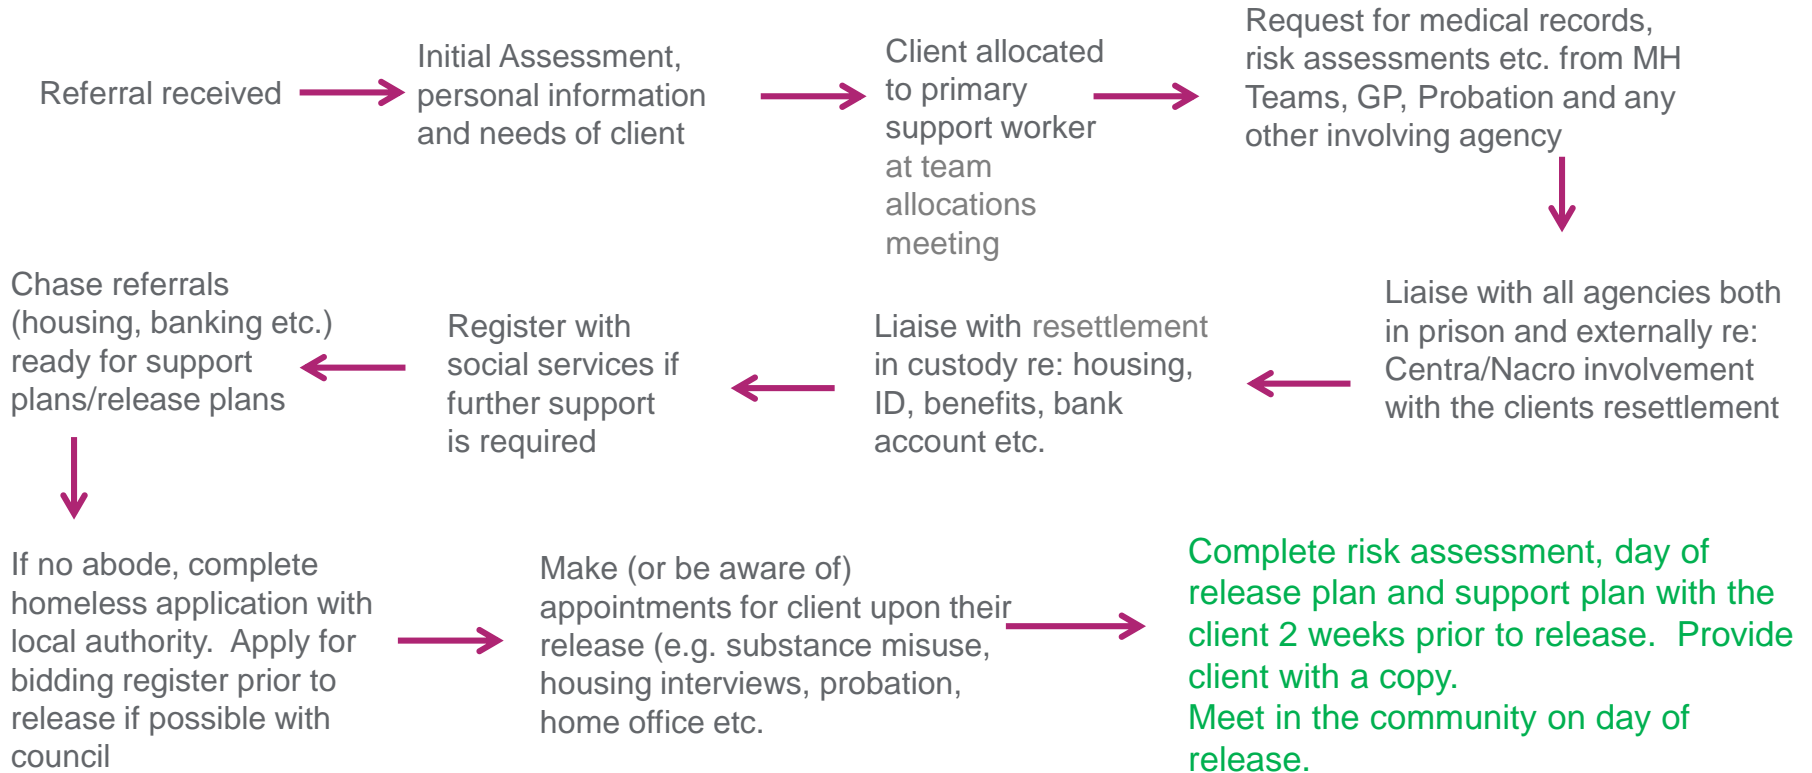 Referral received
Initial Assessment,
personal information
and needs of client
Client allocated
to primary
support worker
at team
allocations
meeting
Request for medical records,
risk assessments etc. from MH
Teams, GP, Probation and any
other involving agency
Liaise with all agencies both
in prison and externally re:
Centra/Nacro involvement
with the clients resettlement
Liaise with resettlement
in custody re: housing,
ID, benefits, bank
account etc.
Register with
social services if
further support
is required
Chase referrals
(housing, banking etc.)
ready for support
plans/release plans
If no abode, complete
homeless application with
local authority.  Apply for
bidding register prior to
release if possible with
council
Make (or be aware of)
appointments for client upon their
release (e.g. substance misuse,
housing interviews, probation,
home office etc.
Complete risk assessment, day of
release plan and support plan with the
client 2 weeks prior to release.  Provide
client with a copy.
Meet in the community on day of
release.